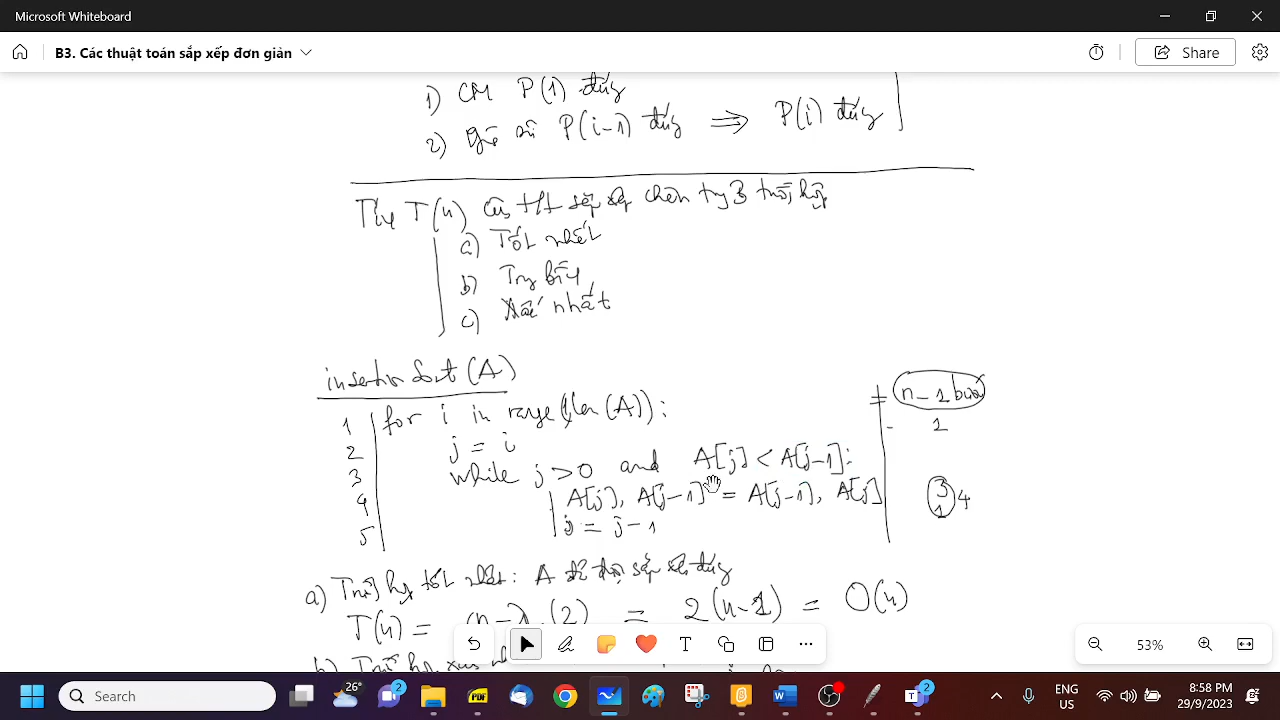 Microsoft Whiteboard
B3. Các thuật toán sắp xếp đơn giản
Share
1) CM P(1) đúng
2) Giả sử P(i-1) đúng ⟹ P(i) đúng
Tính T(n) của sắp xếp chèn trong 3 trường hợp
a) Tốt nhất
b) Trung bình
c) Xấu nhất
insertion Sort (A)
1 for i in range(1, len(A)): n-1 bước
2 j = i 1
3 while j > 0 and A[j] < A[j-1]:
4 A[j], A[j-1] = A[j-1], A[j] 3 4
5 j = j - 1 1
a) Trường hợp tốt nhất: A đã được sắp xếp đúng
T(n) = (2) = 2(n-1) = O(n)
53%
Search
26°
2
PDF
2
ENG
US
8:58 PM
29/9/2023